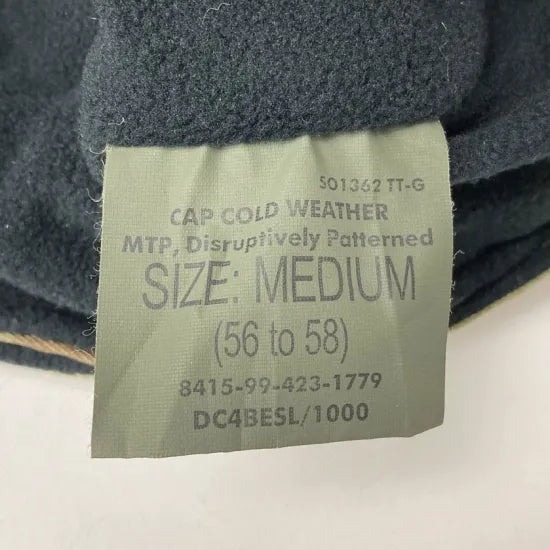 501362 TT-G
CAP COLD WEATHER
MTP, Disruptively Patterned
SIZE: MEDIUM
(56 to 58)
8415-99-423-1779
DC4BESL/1000